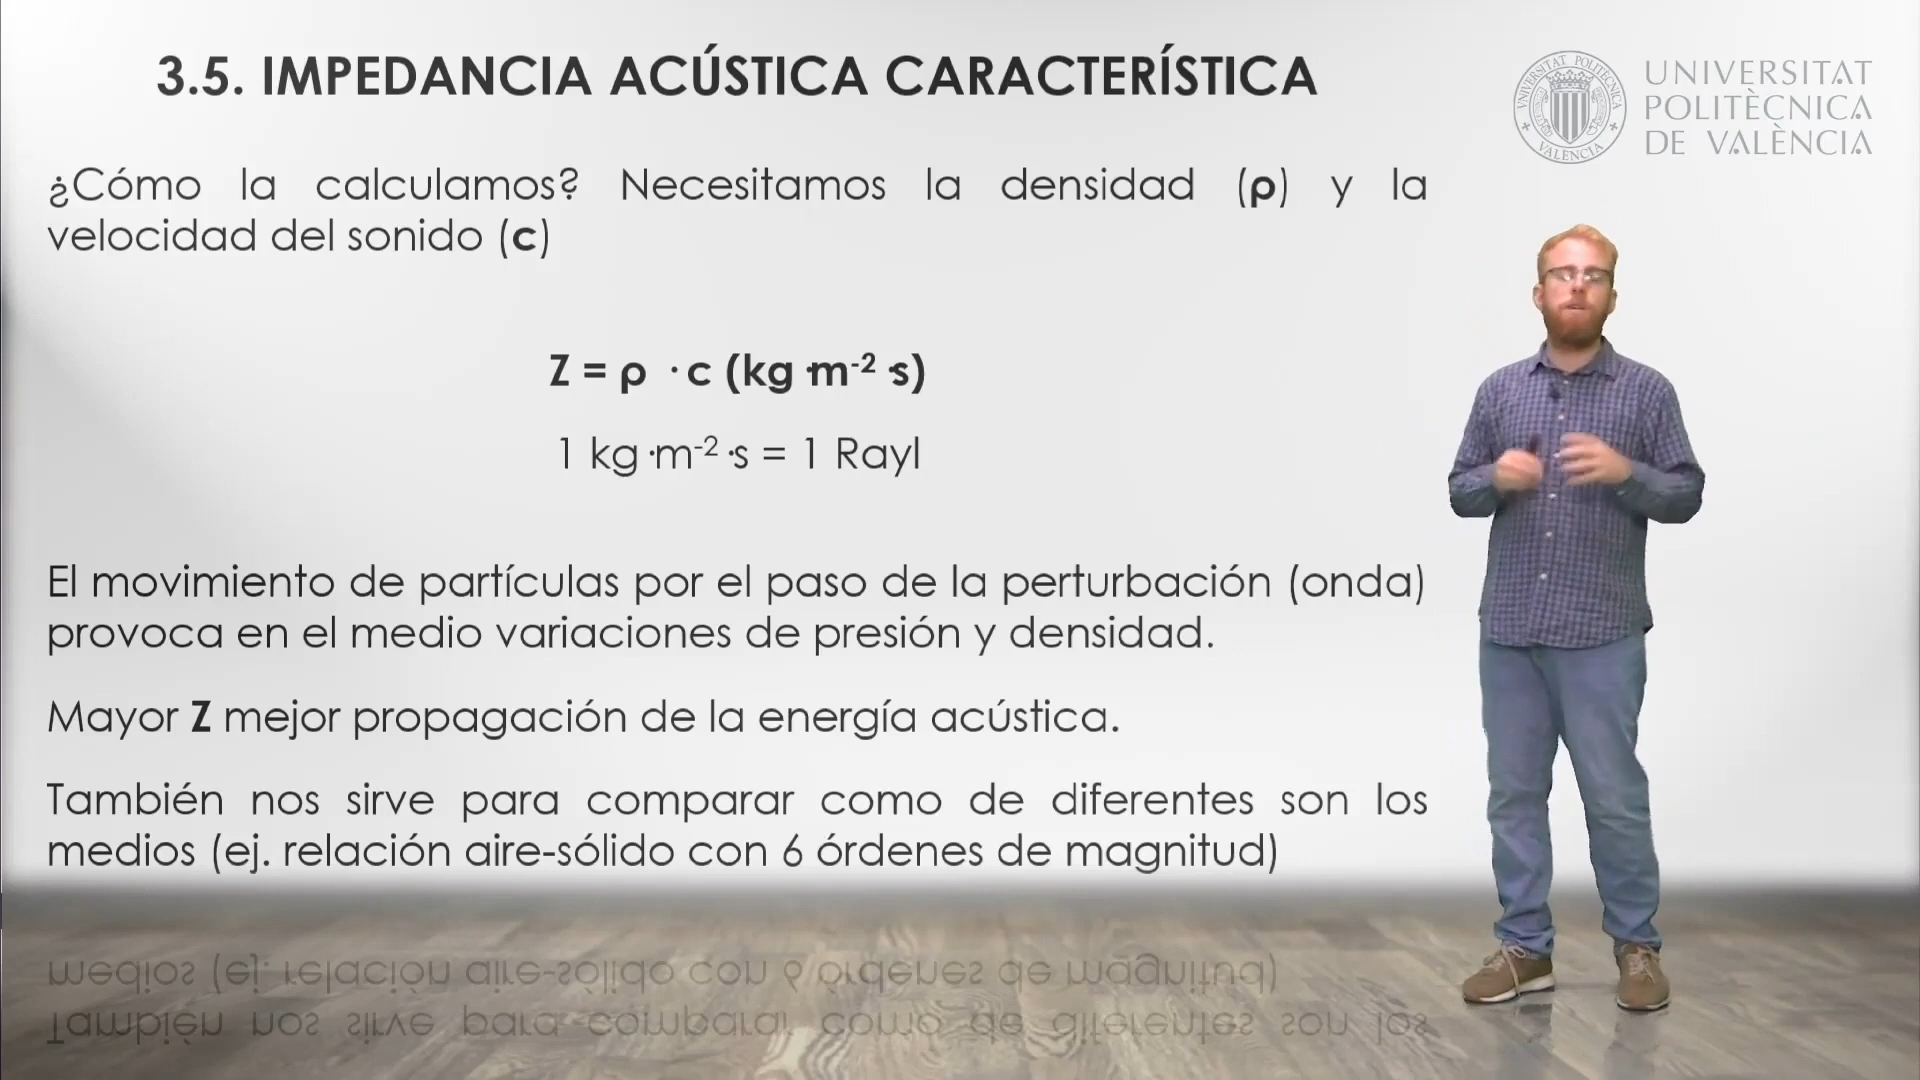 3.5. IMPEDANCIA ACÚSTICA CARACTERÍSTICA
UNIVERSITAT
POLITÈCNICA
DE VALÈNCIA
UNIVERSITAT POLITÈCNICA
VALÈNCIA
¿Cómo la calculamos? Necesitamos la densidad (ρ) y la
velocidad del sonido (c)
Z = ρ · c (kg·m⁻²·s)
1 kg·m⁻²·s = 1 Rayl
El movimiento de partículas por el paso de la perturbación (onda)
provoca en el medio variaciones de presión y densidad.
Mayor Z mejor propagación de la energía acústica.
También nos sirve para comparar como de diferentes son los
medios (ej. relación aire-sólido con 6 órdenes de magnitud)